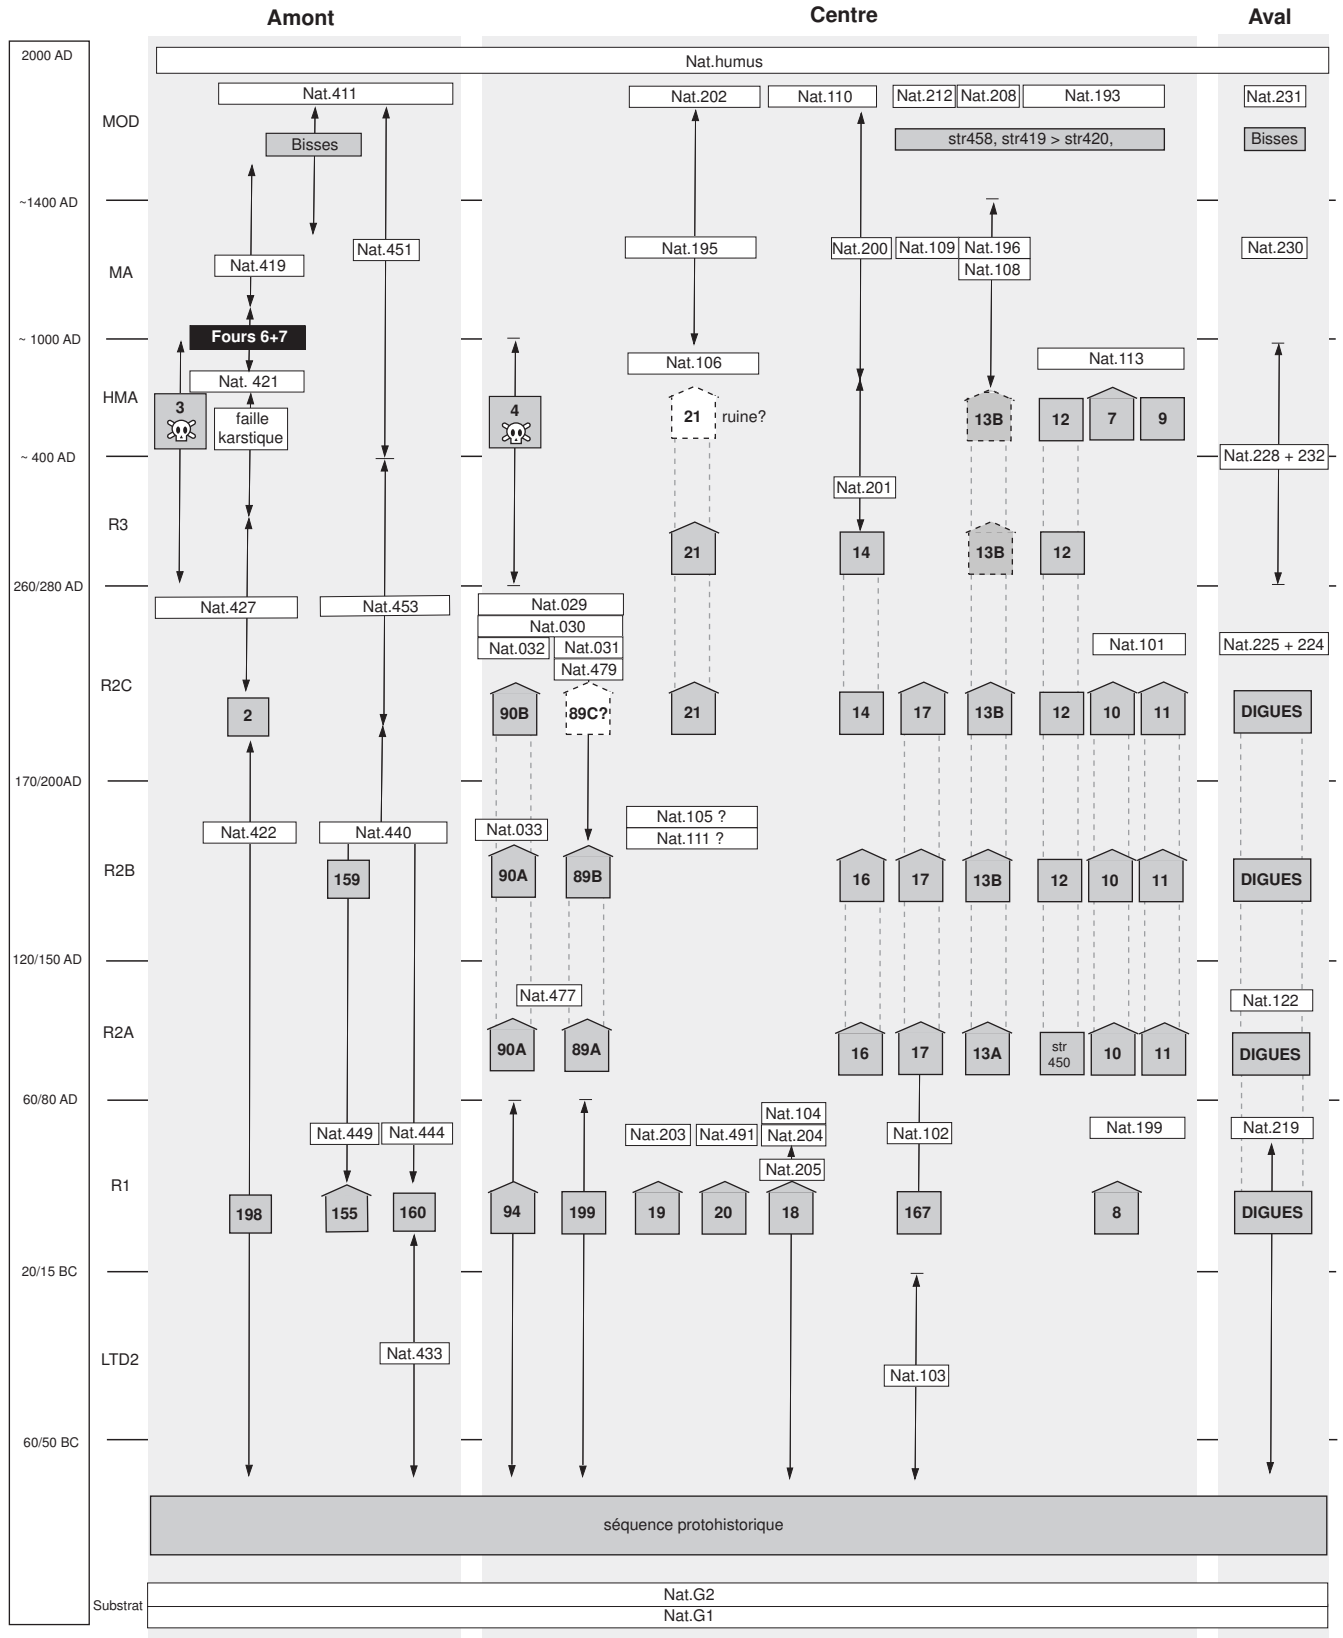 Amont
Centre
Aval
2000 AD
Nat.humus
Nat.411
Nat.202
Nat.110
Nat.212
Nat.208
Nat.193
Nat.231
MOD
Bisses
str458, str419 > str420,
Bisses
~1400 AD
Nat.451
Nat.195
Nat.200
Nat.109
Nat.196
Nat.230
Nat.419
MA
Nat.108
~ 1000 AD
Fours 6+7
Nat.106
Nat.113
Nat. 421
HMA
3
faille
karstique
4
21
ruine?
13B
12
7
9
~ 400 AD
Nat.228 + 232
Nat.201
R3
21
14
13B
12
260/280 AD
Nat.427
Nat.453
Nat.029
Nat.030
Nat.032
Nat.031
Nat.101
Nat.225 + 224
Nat.479
R2C
2
90B
89C?
21
14
17
13B
12
10
11
DIGUES
170/200AD
Nat.422
Nat.440
Nat.033
Nat.105 ?
Nat.111 ?
R2B
159
90A
89B
16
17
13B
12
10
11
DIGUES
120/150 AD
Nat.477
Nat.122
R2A
90A
89A
16
17
13A
str
450
10
11
DIGUES
60/80 AD
Nat.104
Nat.449
Nat.444
Nat.203
Nat.491
Nat.204
Nat.102
Nat.199
Nat.219
Nat.205
R1
198
155
160
94
199
19
20
18
167
8
DIGUES
20/15 BC
LTD2
Nat.433
Nat.103
60/50 BC
séquence protohistorique
Substrat
Nat.G2
Nat.G1